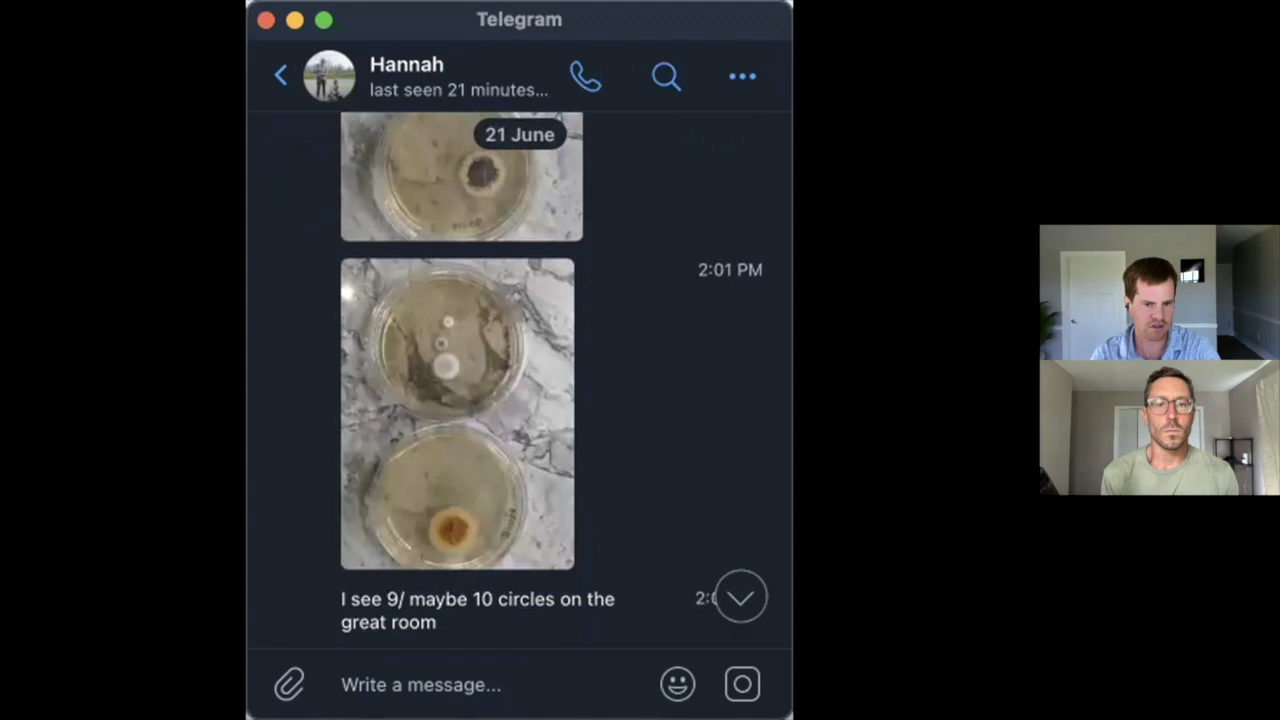 Telegram
Hannah
last seen 21 minutes...
21 June
2:01 PM
I see 9/ maybe 10 circles on the
great room
Write a message...